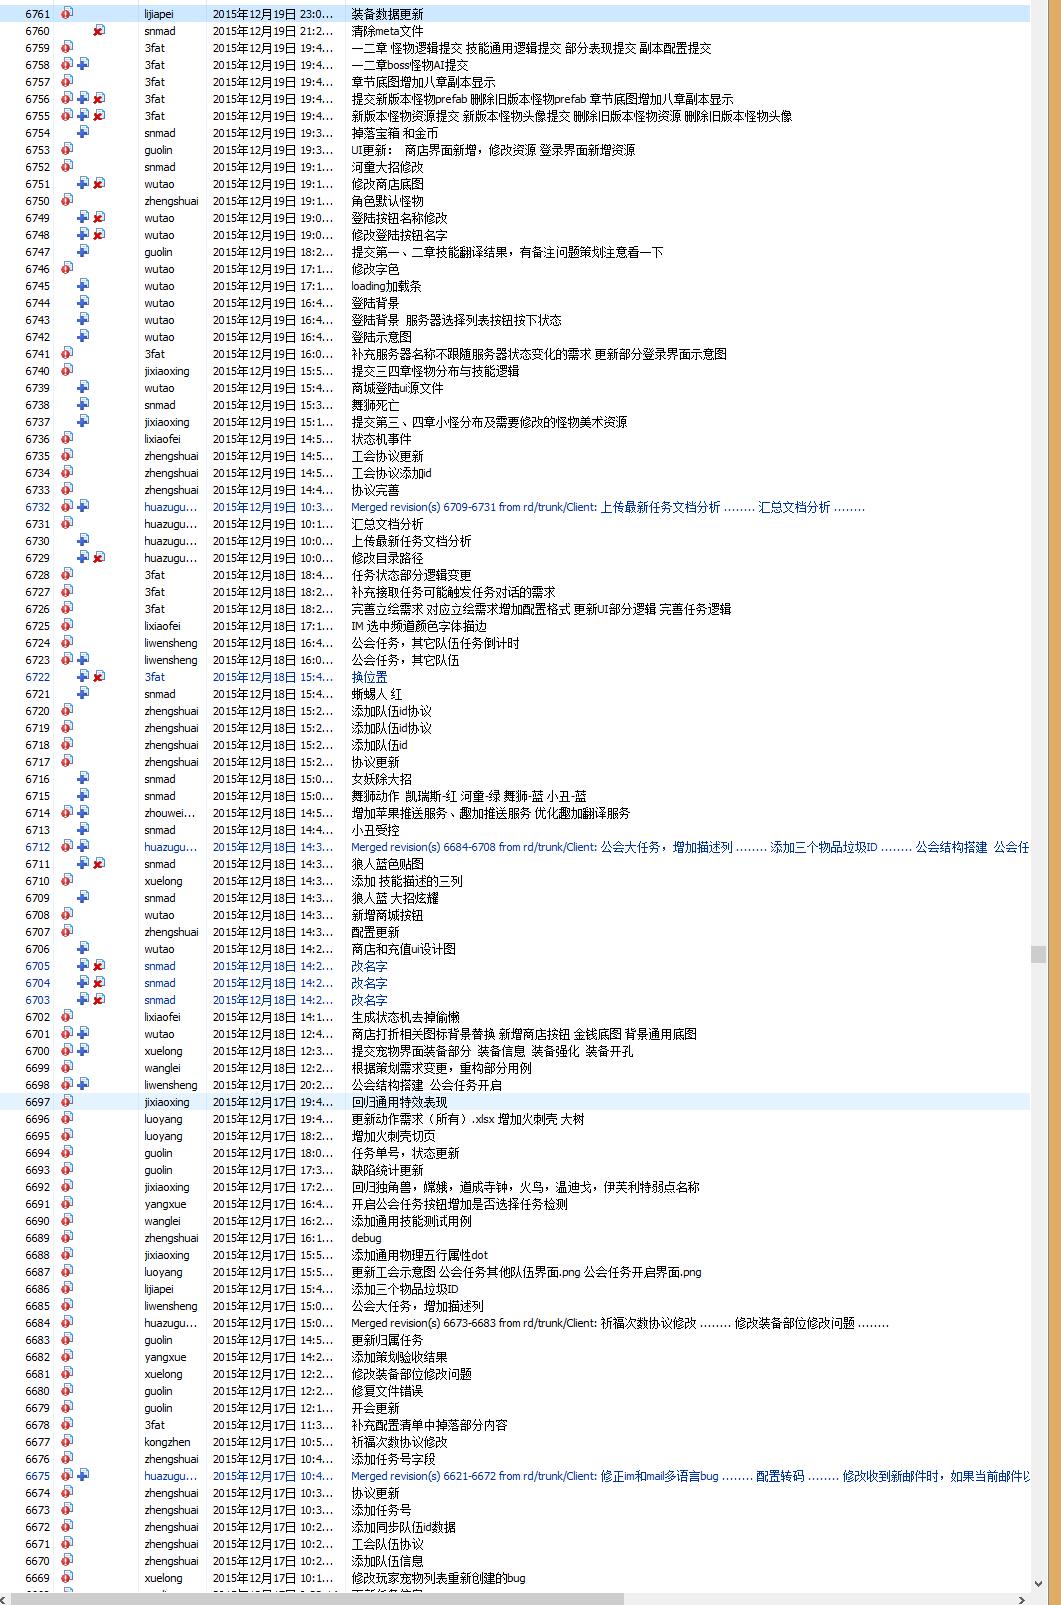 6761 lijiapei 2015年12月19日 23:0... 装备数据更新
6760 snmad 2015年12月19日 21:2... 清除meta文件
6759 3fat 2015年12月19日 19:4... 一二章 怪物逻辑提交 技能通用逻辑提交 部分表现提交 副本配置提交
6758 3fat 2015年12月19日 19:4... 一二章boss怪物AI提交
6757 3fat 2015年12月19日 19:4... 章节底图增加八章副本显示
6756 3fat 2015年12月19日 19:4... 提交新版本怪物prefab 删除旧版本怪物prefab 章节底图增加八章副本显示
6755 3fat 2015年12月19日 19:4... 新版本怪物资源提交 新版本怪物头像提交 删除旧版本怪物资源 删除旧版本怪物头像
6754 snmad 2015年12月19日 19:3... 掉落宝箱 和金币
6753 guolin 2015年12月19日 19:3... UI更新： 商店界面新增，修改资源 登录界面新增资源
6752 snmad 2015年12月19日 19:1... 河童大招修改
6751 wutao 2015年12月19日 19:1... 修改商店底图
6750 zhengshuai 2015年12月19日 19:1... 角色默认怪物
6749 wutao 2015年12月19日 19:0... 登陆按钮名称修改
6748 wutao 2015年12月19日 19:0... 修改登陆按钮名字
6747 guolin 2015年12月19日 18:2... 提交第一、二章技能翻译结果，有备注问题策划注意看一下
6746 wutao 2015年12月19日 17:1... 修改字色
6745 wutao 2015年12月19日 17:1... loading加载条
6744 wutao 2015年12月19日 16:4... 登陆背景
6743 wutao 2015年12月19日 16:4... 登陆背景 服务器选择列表按钮按下状态
6742 wutao 2015年12月19日 16:4... 登陆示意图
6741 3fat 2015年12月19日 16:0... 补充服务器名称不跟随服务器状态变化的需求 更新部分登录界面示意图
6740 jixiaoxing 2015年12月19日 15:5... 提交三四章怪物分布与技能逻辑
6739 wutao 2015年12月19日 15:4... 商城登陆ui源文件
6738 snmad 2015年12月19日 15:3... 舞狮死亡
6737 jixiaoxing 2015年12月19日 15:1... 提交第三、四章小怪分布及需要修改的怪物美术资源
6736 lixiaofei 2015年12月19日 14:5... 状态机事件
6735 zhengshuai 2015年12月19日 14:5... 工会协议更新
6734 zhengshuai 2015年12月19日 14:5... 工会协议添加id
6733 zhengshuai 2015年12月19日 14:4... 协议完善
6732 huazugu... 2015年12月19日 10:3... Merged revision(s) 6709-6731 from rd/trunk/Client: 上传最新任务文档分析 ........ 汇总文档分析 ........
6731 huazugu... 2015年12月19日 10:1... 汇总文档分析
6730 huazugu... 2015年12月19日 10:0... 上传最新任务文档分析
6729 huazugu... 2015年12月19日 10:0... 修改目录路径
6728 3fat 2015年12月18日 18:4... 任务状态部分逻辑变更
6727 3fat 2015年12月18日 18:2... 补充接取任务可能触发任务对话的需求
6726 3fat 2015年12月18日 18:2... 完善立绘需求 对应立绘需求增加配置格式 更新UI部分逻辑 完善任务逻辑
6725 lixiaofei 2015年12月18日 17:1... IM 选中频道颜色字体描边
6724 liwensheng 2015年12月18日 16:4... 公会任务，其它队伍任务倒计时
6723 liwensheng 2015年12月18日 16:0... 公会任务，其它队伍
6722 3fat 2015年12月18日 15:4... 换位置
6721 snmad 2015年12月18日 15:4... 蜥蜴人 红
6720 zhengshuai 2015年12月18日 15:2... 添加队伍id协议
6719 zhengshuai 2015年12月18日 15:2... 添加队伍id协议
6718 zhengshuai 2015年12月18日 15:2... 添加队伍id
6717 zhengshuai 2015年12月18日 15:2... 协议更新
6716 snmad 2015年12月18日 15:0... 女妖除大招
6715 snmad 2015年12月18日 15:0... 舞狮动作 凯瑞斯-红 河童-绿 舞狮-蓝 小丑-蓝
6714 zhouwei... 2015年12月18日 14:5... 增加苹果推送服务、趣加推送服务 优化趣加翻译服务
6713 snmad 2015年12月18日 14:4... 小丑受控
6712 huazugu... 2015年12月18日 14:3... Merged revision(s) 6684-6708 from rd/trunk/Client: 公会大任务，增加描述列 ........ 添加三个物品垃圾ID ........ 公会结构搭建 公会任
6711 snmad 2015年12月18日 14:3... 狼人蓝色贴图
6710 xuelong 2015年12月18日 14:3... 添加 技能描述的三列
6709 snmad 2015年12月18日 14:3... 狼人蓝 大招炫耀
6708 wutao 2015年12月18日 14:3... 新增商城按钮
6707 zhengshuai 2015年12月18日 14:3... 配置更新
6706 wutao 2015年12月18日 14:2... 商店和充值ui设计图
6705 snmad 2015年12月18日 14:2... 改名字
6704 snmad 2015年12月18日 14:2... 改名字
6703 snmad 2015年12月18日 14:2... 改名字
6702 lixiaofei 2015年12月18日 14:1... 生成状态机去掉偷懒
6701 wutao 2015年12月18日 12:4... 商店打折相关图标背景替换 新增商店按钮 金钱底图 背景通用底图
6700 xuelong 2015年12月18日 12:3... 提交宠物界面装备部分 装备信息 装备强化 装备开孔
6699 wanglei 2015年12月18日 12:2... 根据策划需求变更，重构部分用例
6698 liwensheng 2015年12月17日 20:2... 公会结构搭建 公会任务开启
6697 jixiaoxing 2015年12月17日 19:4... 回归通用特效表现
6696 luoyang 2015年12月17日 19:4... 更新动作需求（所有）.xlsx 增加火刺壳 大树
6695 luoyang 2015年12月17日 18:2... 增加火刺壳切页
6694 guolin 2015年12月17日 18:0... 任务单号，状态更新
6693 guolin 2015年12月17日 17:3... 缺陷统计更新
6692 jixiaoxing 2015年12月17日 17:2... 回归独角兽，嫦娥，道成寺钟，火鸟，温迪戈，伊芙利特弱点名称
6691 yangxue 2015年12月17日 16:4... 开启公会任务按钮增加是否选择任务检测
6690 wanglei 2015年12月17日 16:2... 添加通用技能测试用例
6689 zhengshuai 2015年12月17日 16:1... debug
6688 jixiaoxing 2015年12月17日 15:5... 添加通用物理五行属性dot
6687 luoyang 2015年12月17日 15:5... 更新工会示意图 公会任务其他队伍界面.png 公会任务开启界面.png
6686 lijiapei 2015年12月17日 15:4... 添加三个物品垃圾ID
6685 liwensheng 2015年12月17日 15:0... 公会大任务，增加描述列
6684 huazugu... 2015年12月17日 15:0... Merged revision(s) 6673-6683 from rd/trunk/Client: 祈福次数协议修改 ........ 修改装备部位修改问题 ........
6683 guolin 2015年12月17日 14:5... 更新归属任务
6682 yangxue 2015年12月17日 14:2... 添加策划验收结果
6681 xuelong 2015年12月17日 12:2... 修改装备部位修改问题
6680 guolin 2015年12月17日 12:2... 修复文件错误
6679 guolin 2015年12月17日 12:1... 开会更新
6678 3fat 2015年12月17日 11:3... 补充配置清单中掉落部分内容
6677 kongzhen 2015年12月17日 10:5... 祈福次数协议修改
6676 zhengshuai 2015年12月17日 10:4... 添加任务号字段
6675 huazugu... 2015年12月17日 10:4... Merged revision(s) 6621-6672 from rd/trunk/Client: 修正im和mail多语言bug ........ 配置转码 ........ 修改收到新邮件时，如果当前邮件以
6674 zhengshuai 2015年12月17日 10:3... 协议更新
6673 zhengshuai 2015年12月17日 10:3... 添加任务号
6672 zhengshuai 2015年12月17日 10:2... 添加同步队伍id数据
6671 zhengshuai 2015年12月17日 10:2... 工会队伍协议
6670 zhengshuai 2015年12月17日 10:2... 添加队伍信息
6669 xuelong 2015年12月17日 10:1... 修改玩家宠物列表重新创建的bug